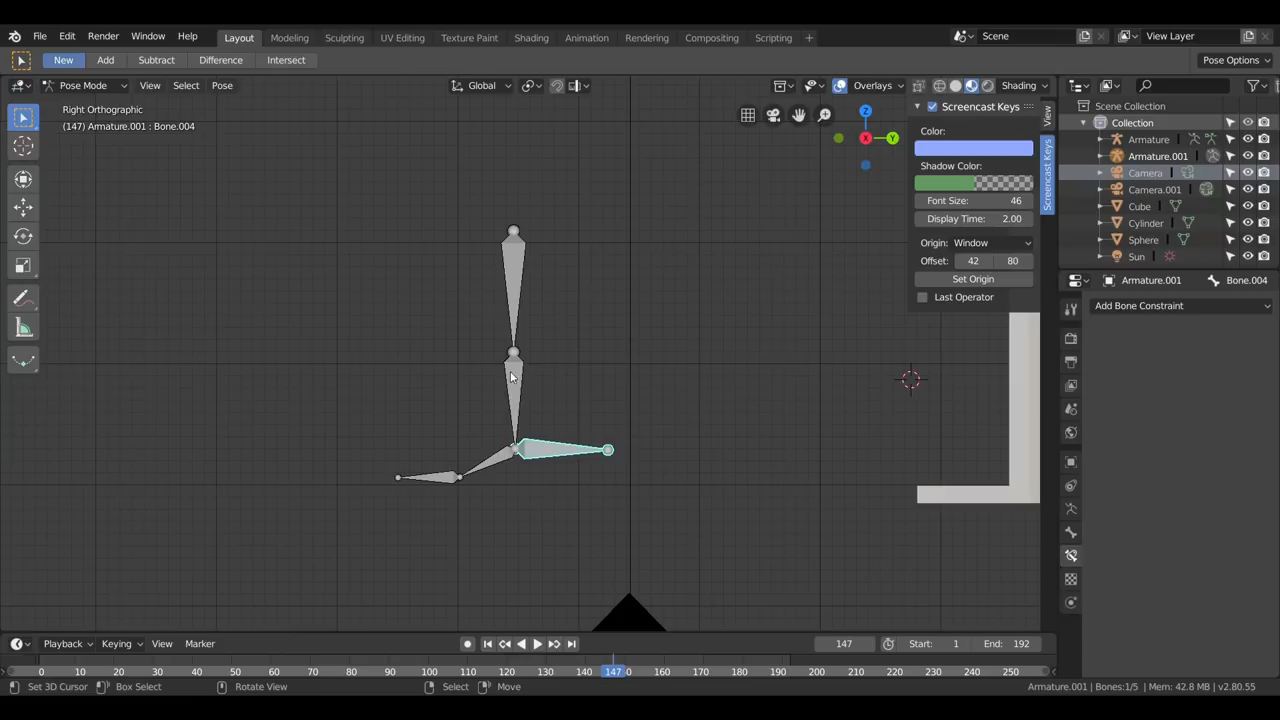 File Edit Render Window Help Layout Modeling Sculpting UV Editing Texture Paint Shading Animation Rendering Compositing Scripting + Scene View Layer
New Add Subtract Difference Intersect Pose Options
Pose Mode View Select Pose Global Overlays Shading
Right Orthographic
(147) Armature.001 : Bone.004
Z
X
Y
Screencast Keys
Color:
Shadow Color:
Font Size: 46
Display Time: 2.00
Origin: Window
Offset: 42 80
Set Origin
Last Operator
View
Screencast Keys
Scene Collection
Collection
Armature
Armature.001
Camera
Camera.001
Cube
Cylinder
Sphere
Sun
Armature.001 Bone.004
Add Bone Constraint
Playback Keying View Marker 147 Start: 1 End: 192
0 10 20 30 40 50 60 70 80 90 100 110 120 130 140 147 0 160 170 180 190 200 210 220 230 240 250
Set 3D Cursor Box Select Rotate View Select Move Armature.001 | Bones:1/5 | Mem: 42.8 MB | v2.80.55